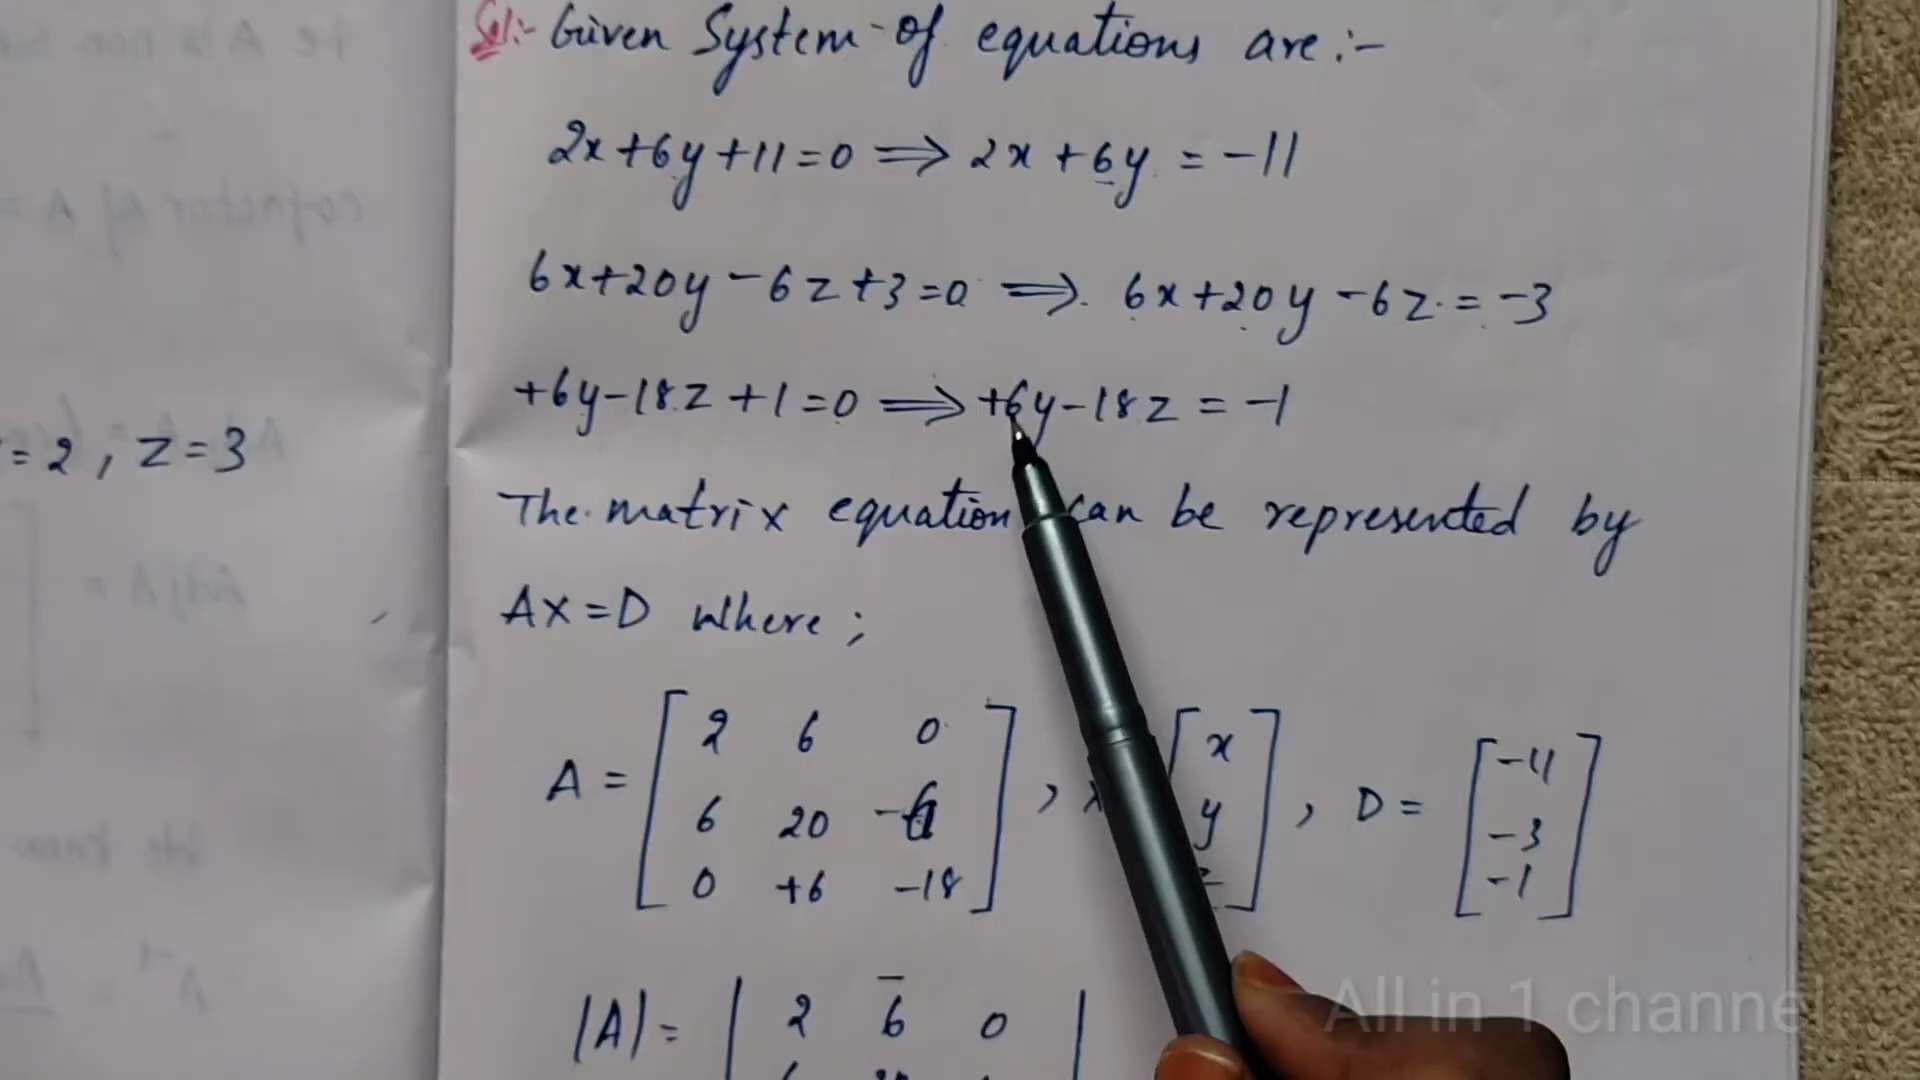 Sol:- Given System of equations are:-
2x+6y+11=0 ⟹ 2x+6y = -11
6x+20y-6z+3=0 ⟹ 6x+20y-6z = -3
+6y-18z+1=0 ⟹ +6y-18z = -1
= 2, z = 3
The matrix equation can be represented by
AX = D where ;
A = [ 2 6 0
6 20 -6
0 +6 -18 ] , [ x
y
z ] , D = [ -11
-3
-1 ]
|A| = | 2 6 0 |
All in 1 channel